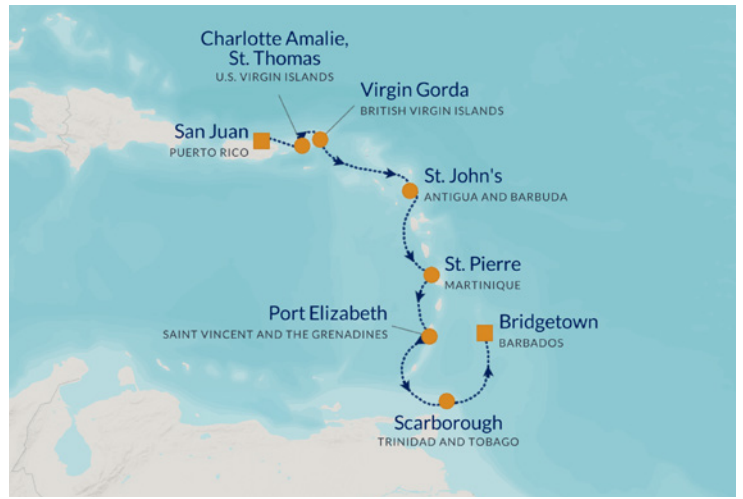 Charlotte Amalie,
St. Thomas
U.S. VIRGIN ISLANDS
Virgin Gorda
BRITISH VIRGIN ISLANDS
San Juan
PUERTO RICO
St. John's
ANTIGUA AND BARBUDA
St. Pierre
MARTINIQUE
Port Elizabeth
SAINT VINCENT AND THE GRENADINES
Bridgetown
BARBADOS
Scarborough
TRINIDAD AND TOBAGO